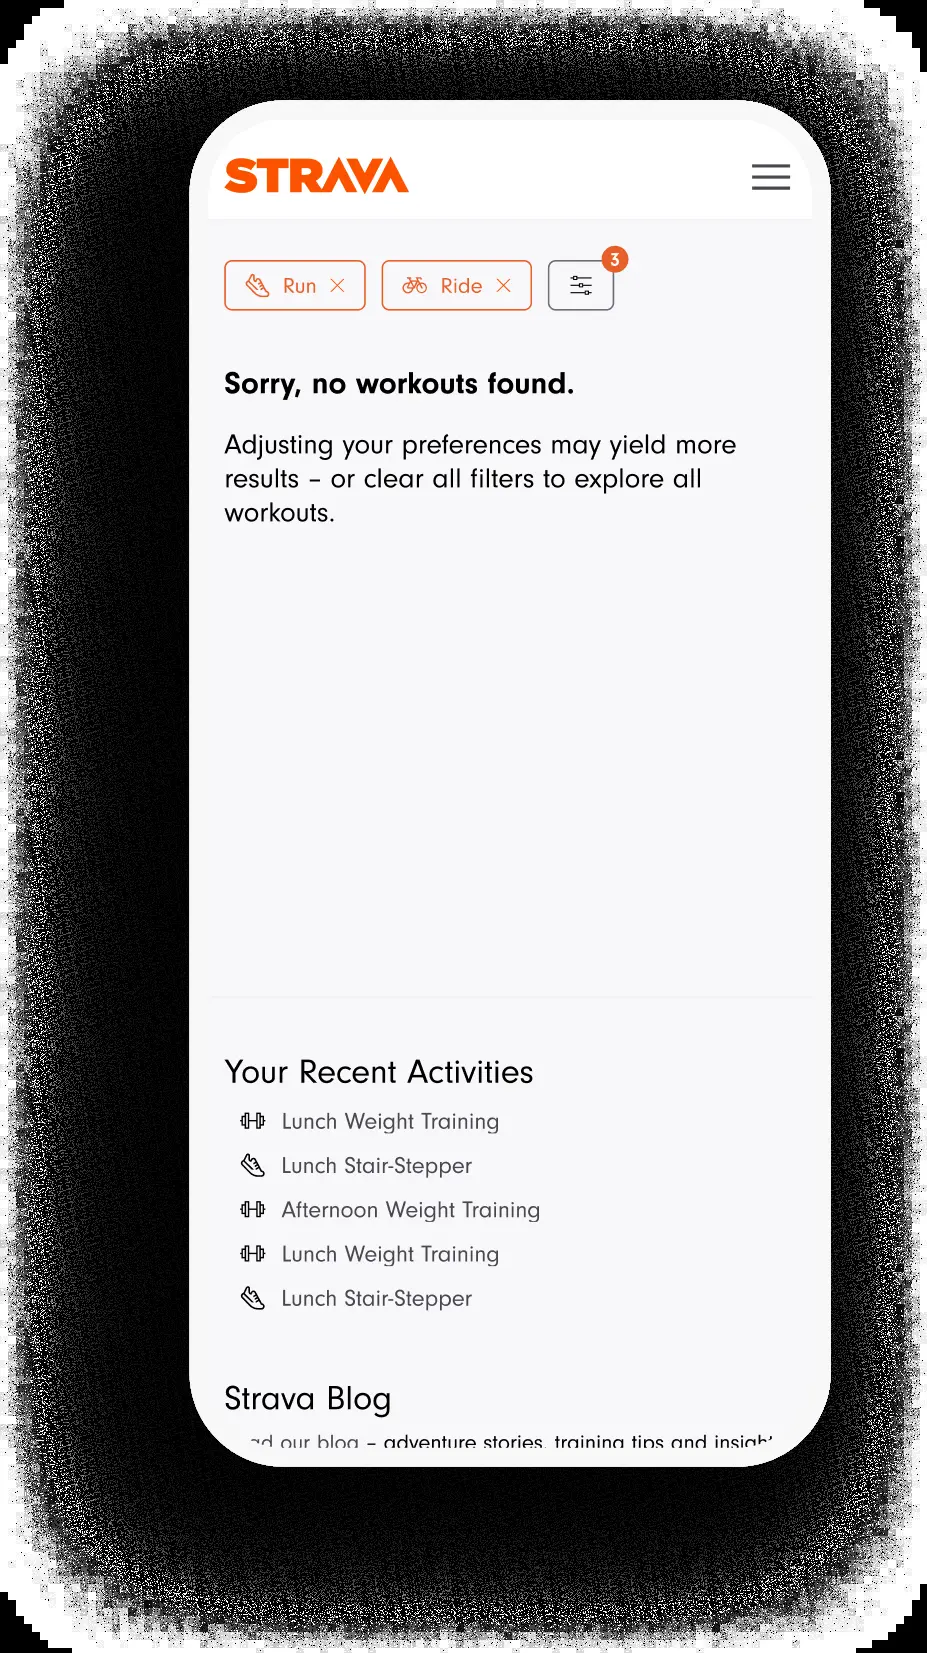 STRAVA
Run
Ride
3
Sorry, no workouts found.
Adjusting your preferences may yield more
results – or clear all filters to explore all
workouts.
Your Recent Activities
Lunch Weight Training
Lunch Stair-Stepper
Afternoon Weight Training
Lunch Weight Training
Lunch Stair-Stepper
Strava Blog
our blog – adventure stories, training tips and